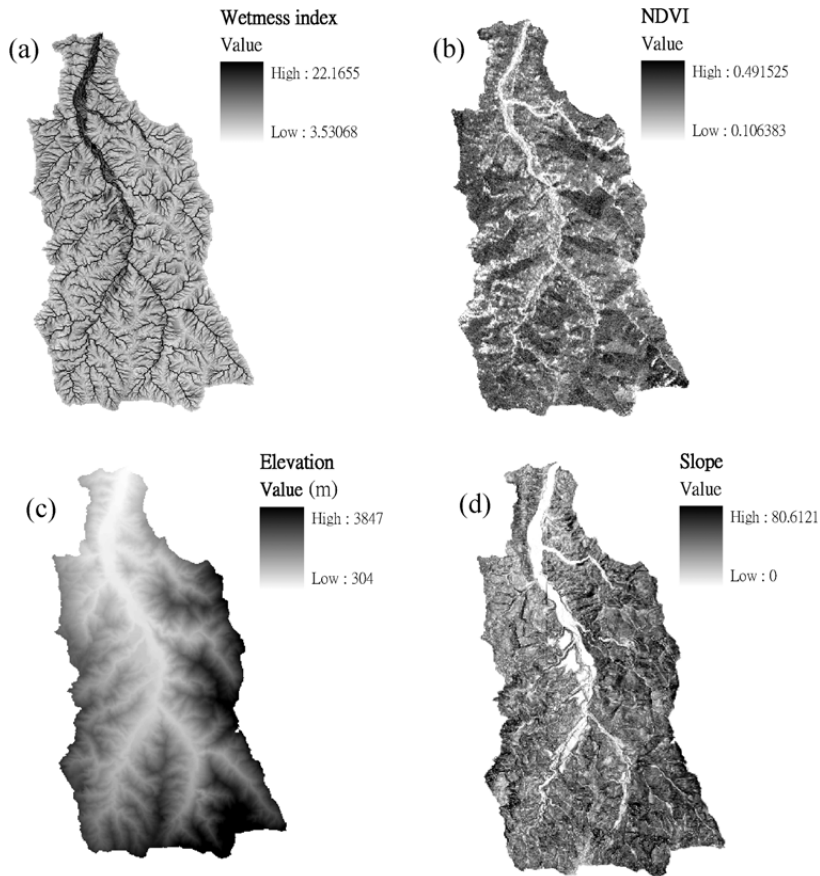 (a)
Wetmess index
Value
High : 22.1655
Low : 3.53068
(b)
NDVI
Value
High : 0.491525
Low : 0.106383
(c)
Elevation
Value (m)
High : 3847
Low : 304
(d)
Slope
Value
High : 80.6121
Low : 0